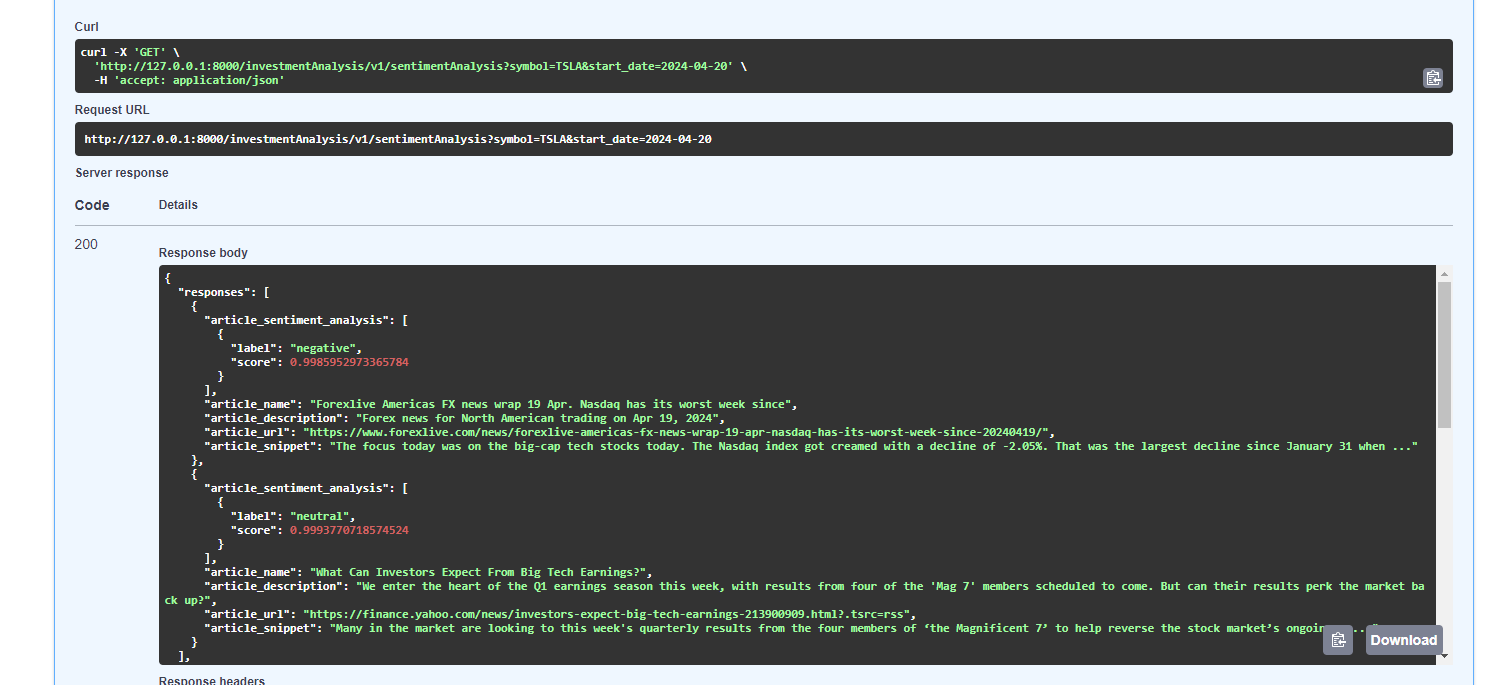 Curl
curl -X 'GET' \
'http://127.0.0.1:8000/investmentAnalysis/v1/sentimentAnalysis?symbol=TSLA&start_date=2024-04-20' \
-H 'accept: application/json'
Request URL
http://127.0.0.1:8000/investmentAnalysis/v1/sentimentAnalysis?symbol=TSLA&start_date=2024-04-20
Server response
Code Details
200
Response body
{
"responses": [
{
"article_sentiment_analysis": [
{
"label": "negative",
"score": 0.9985952973365784
}
],
"article_name": "Forexlive Americas FX news wrap 19 Apr. Nasdaq has its worst week since",
"article_description": "Forex news for North American trading on Apr 19, 2024",
"article_url": "https://www.forexlive.com/news/forexlive-americas-fx-news-wrap-19-apr-nasdaq-has-its-worst-week-since-20240419/",
"article_snippet": "The focus today was on the big-cap tech stocks today. The Nasdaq index got creamed with a decline of -2.05%. That was the largest decline since January 31 when ..."
},
{
"article_sentiment_analysis": [
{
"label": "neutral",
"score": 0.9993770718574524
}
],
"article_name": "What Can Investors Expect From Big Tech Earnings?",
"article_description": "We enter the heart of the Q1 earnings season this week, with results from four of the 'Mag 7' members scheduled to come. But can their results perk the market ba
ck up?",
"article_url": "https://finance.yahoo.com/news/investors-expect-big-tech-earnings-213900909.html?.tsrc=rss",
"article_snippet": "Many in the market are looking to this week's quarterly results from the four members of ‘the Magnificent 7’ to help reverse the stock market’s
}
],
Download
Response headers